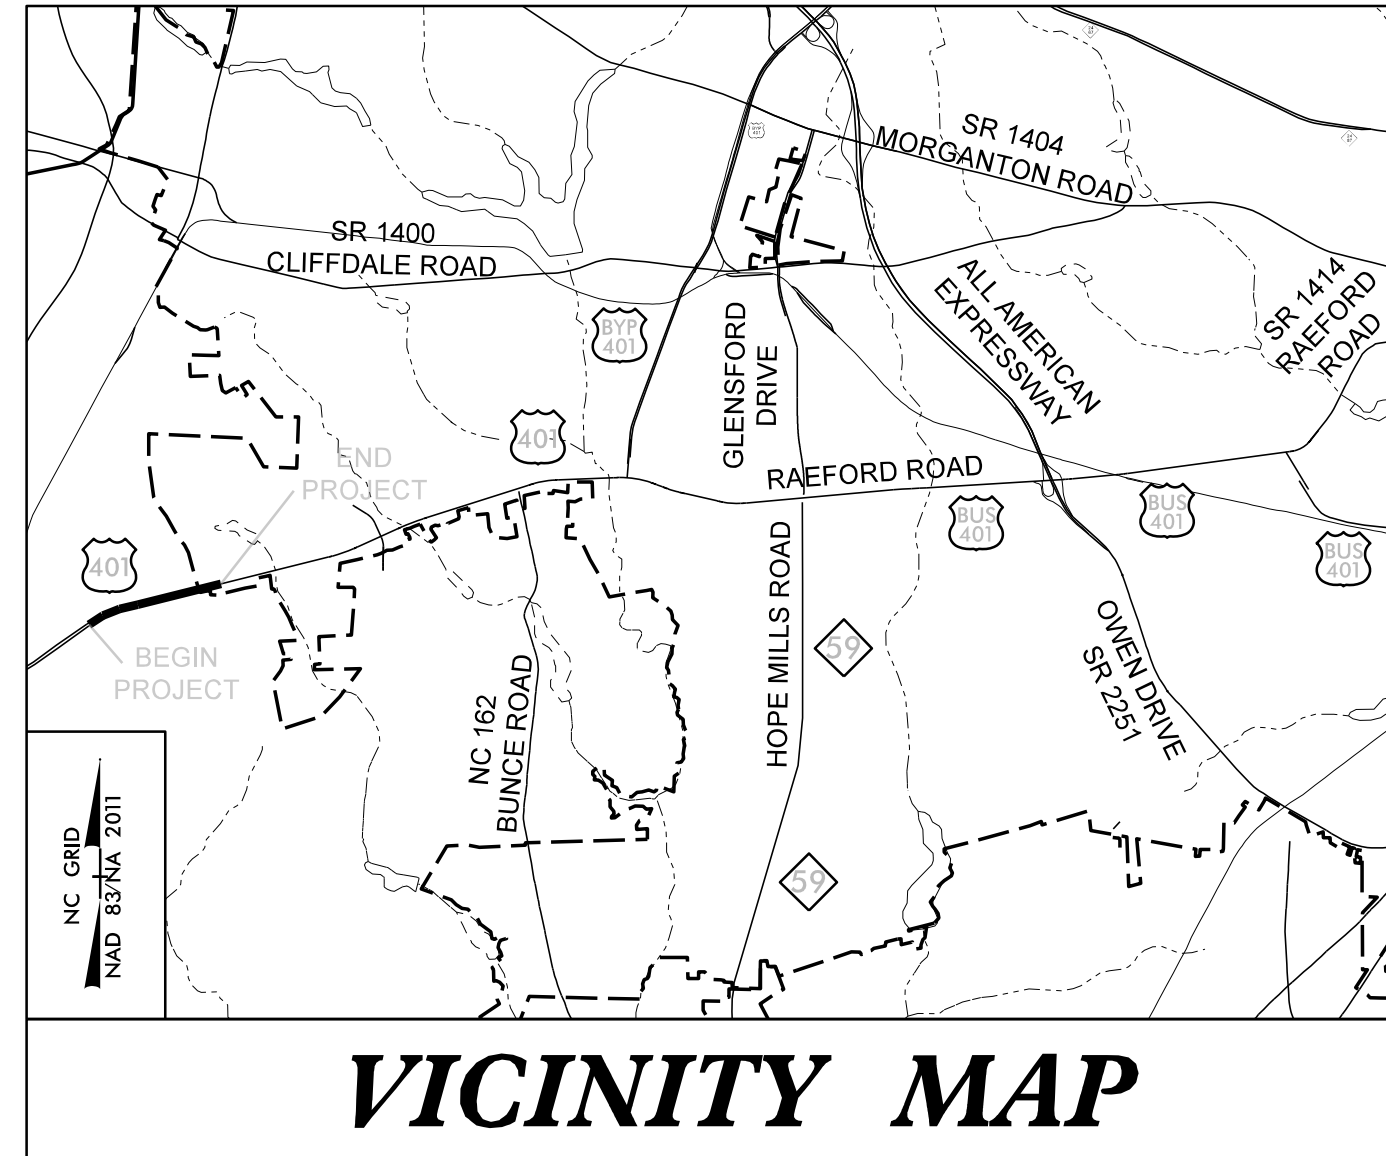 SR 1404
MORGANTON ROAD
BYP
401
SR 1400
CLIFFDALE ROAD
ALL AMERICAN
EXPRESSWAY
SR 1414
RAEFORD
ROAD
BYP
401
GLENSFORD
DRIVE
401
END
PROJECT
RAEFORD ROAD
BUS
401
BUS
401
BUS
401
401
BEGIN
PROJECT
HOPE MILLS ROAD
59
OWEN DRIVE
SR 2251
NC 162
BUNCE ROAD
59
NC GRID
NAD 83/NA 2011
VICINITY MAP